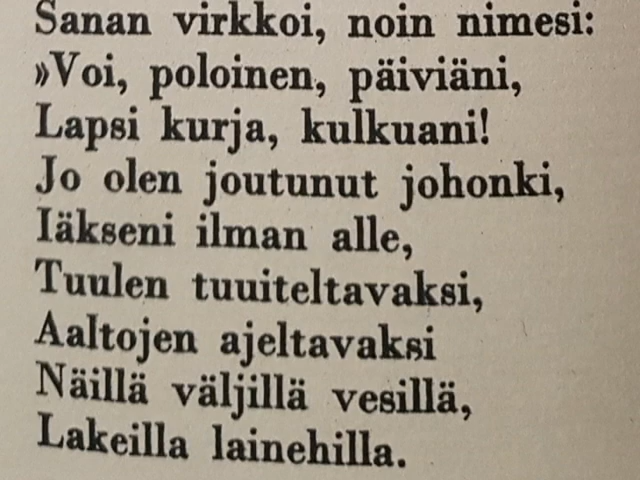 Sanan virkkoi, noin nimesi:
»Voi, poloinen, päiviäni,
Lapsi kurja, kulkuani!
Jo olen joutunut johonki,
Iäkseni ilman alle,
Tuulen tuuiteltavaksi,
Aaltojen ajeltavaksi
Näillä väljillä vesillä,
Lakeilla lainehilla.